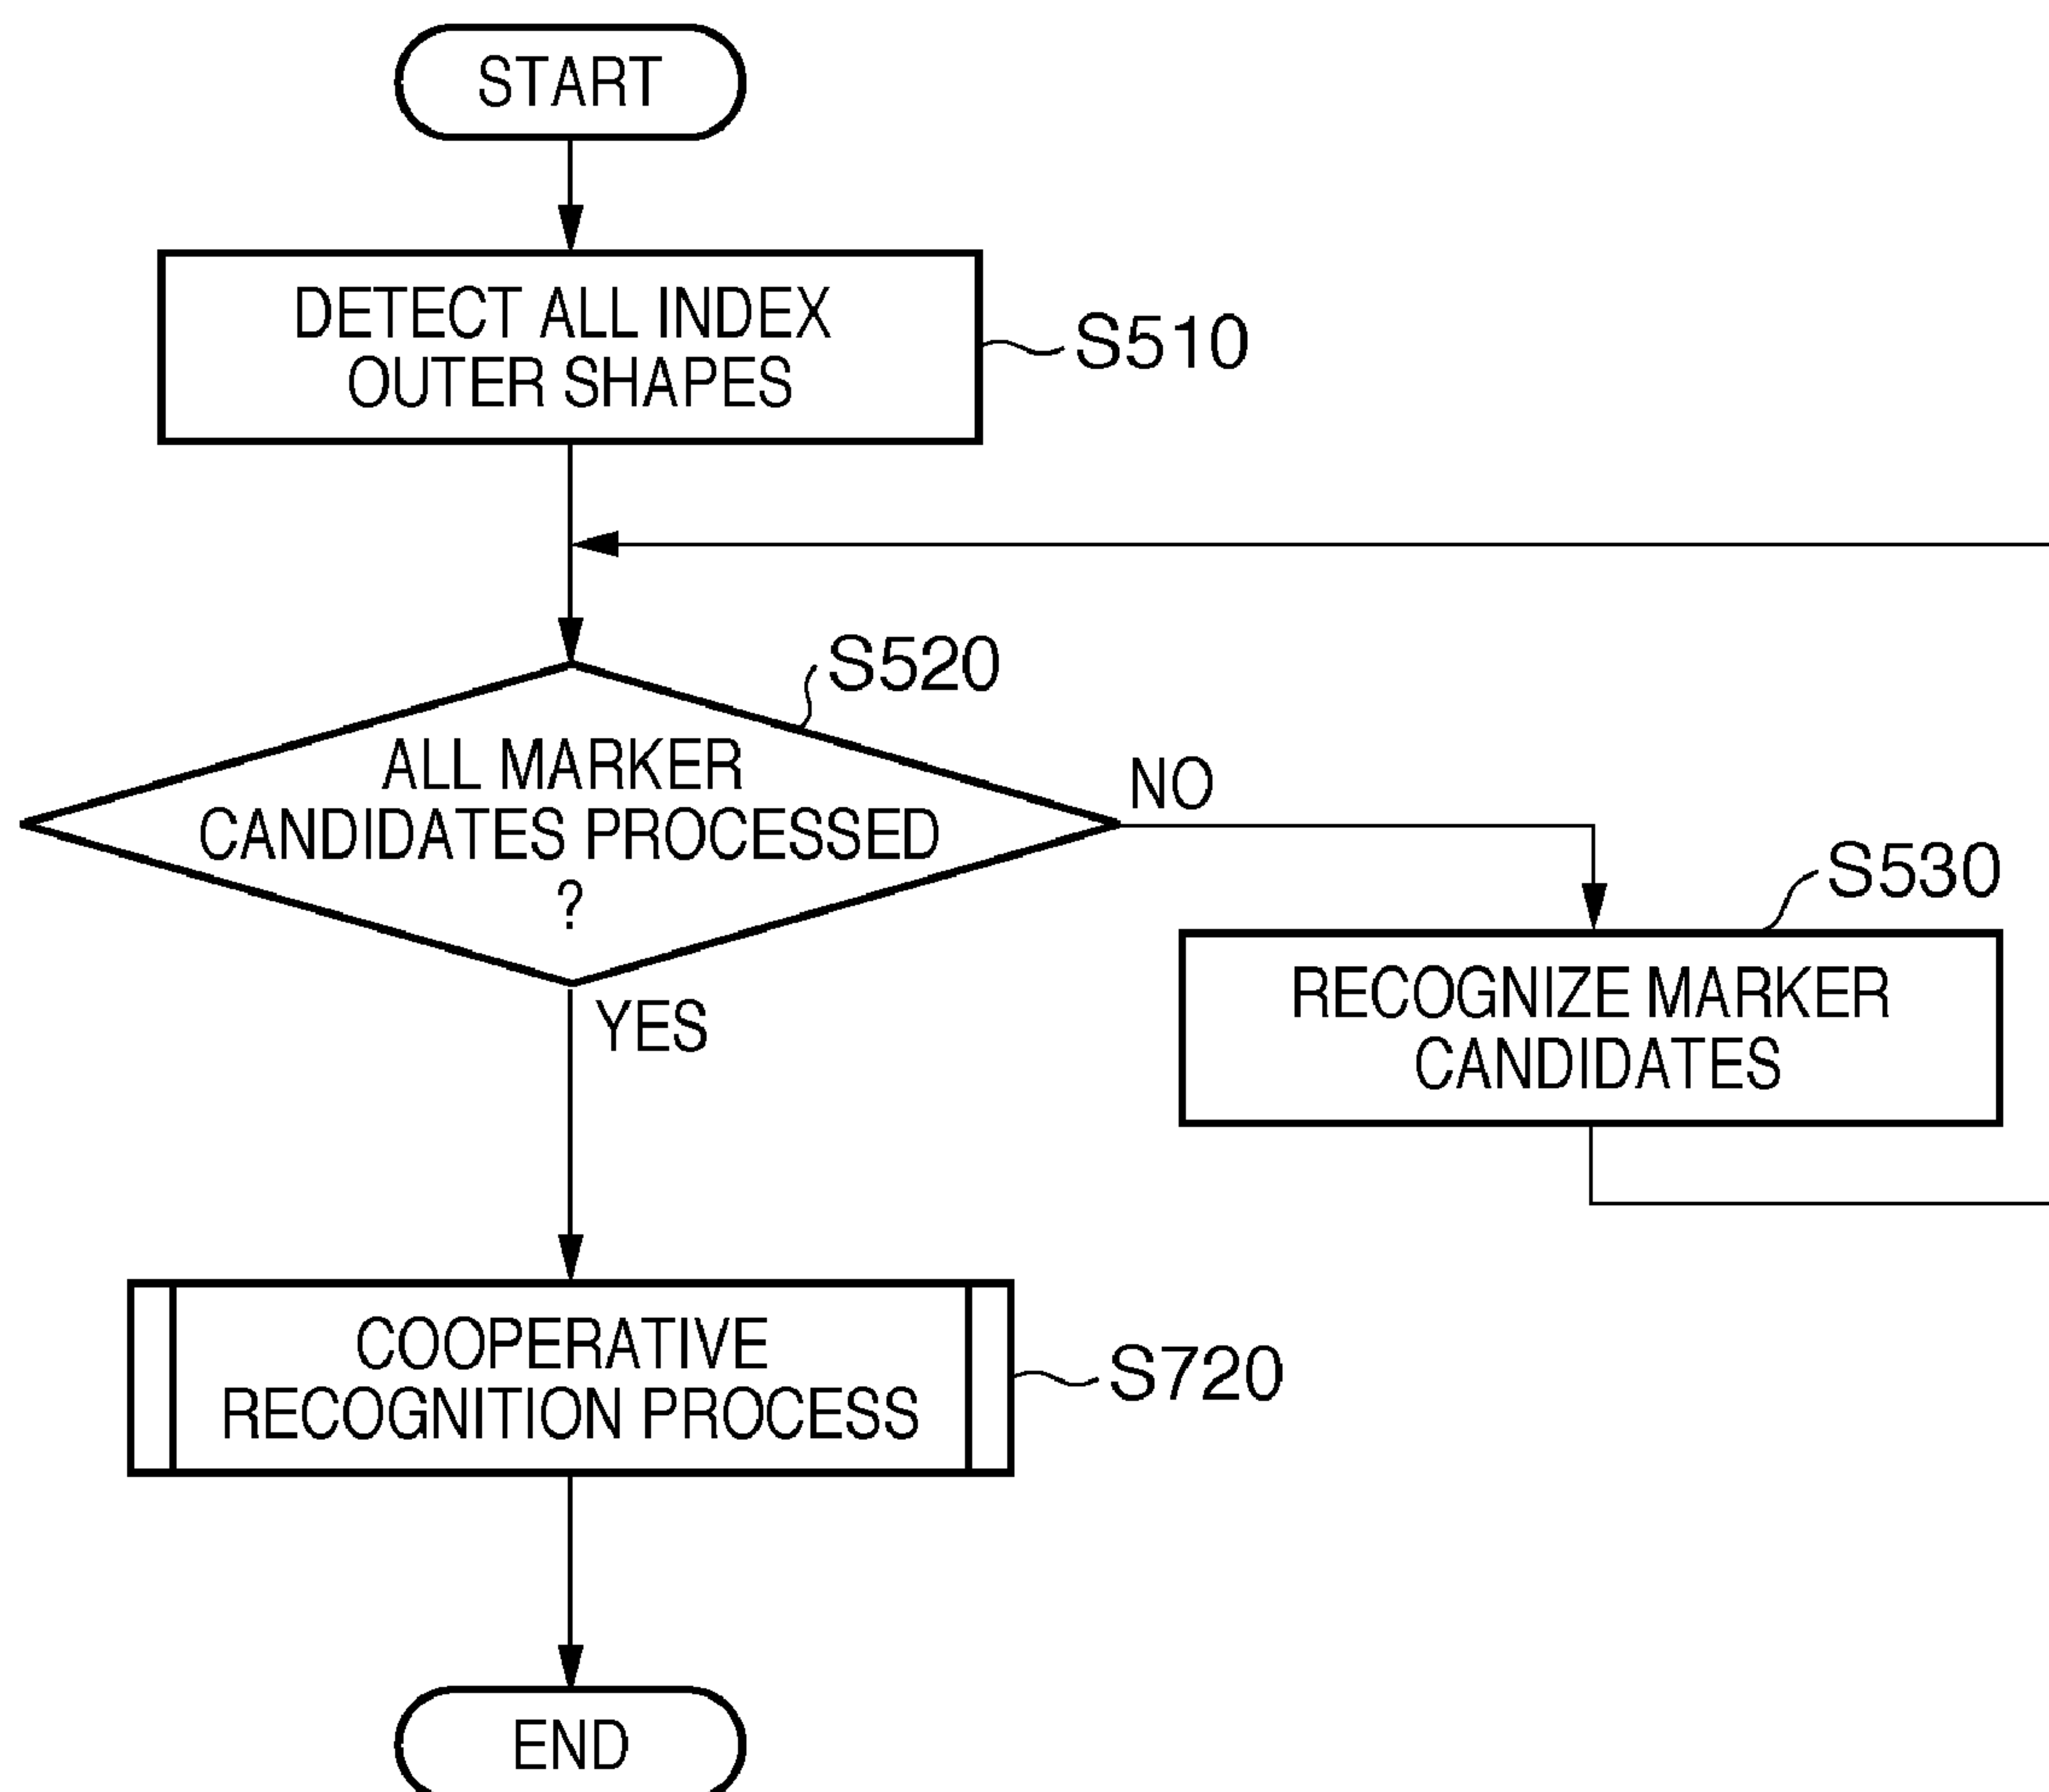 START
DETECT ALL INDEX
OUTER SHAPES
S510
S520
ALL MARKER
CANDIDATES PROCESSED
?
NO
YES
S530
RECOGNIZE MARKER
CANDIDATES
COOPERATIVE
RECOGNITION PROCESS
S720
END